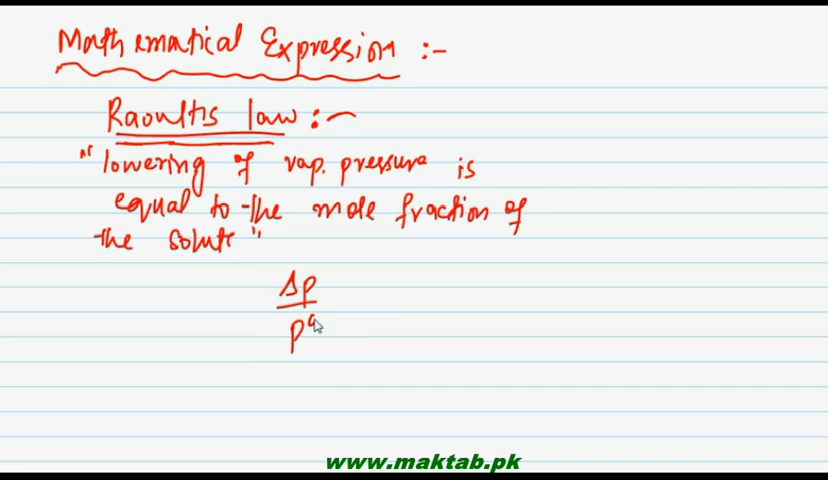 Mathematical Expression :-
Raoults law :-
"lowering of vap. pressure is
equal to the mole fraction of
the solute"
Δp
p°
www.maktab.pk